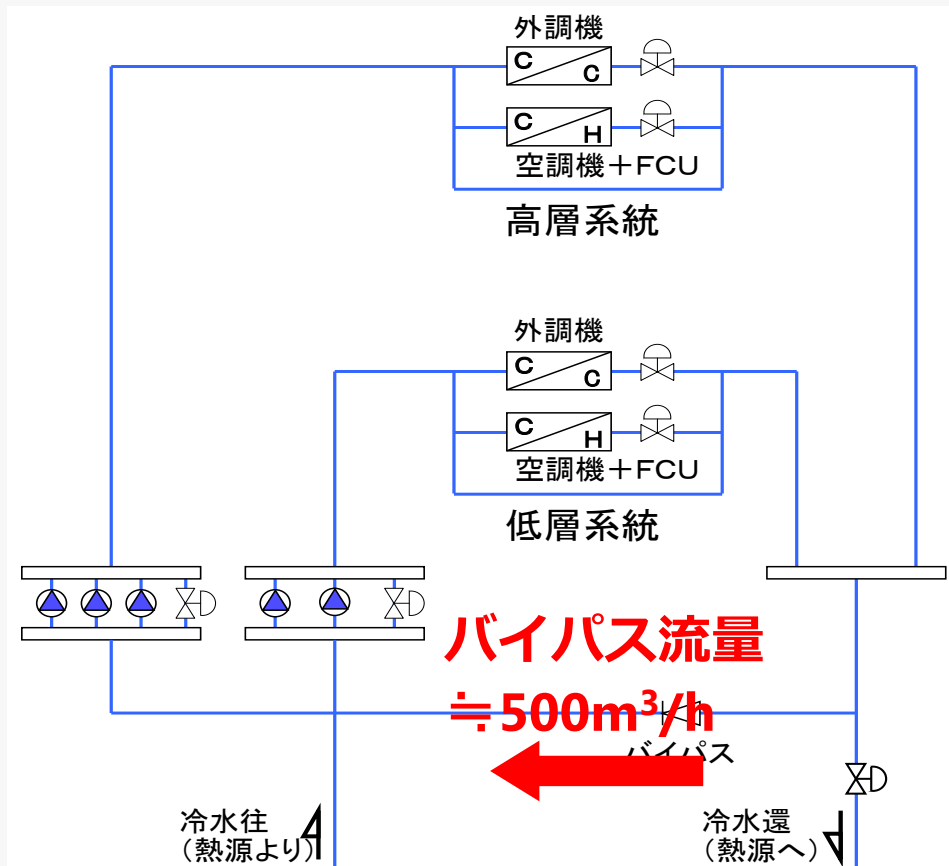 外調機
C C
C H
空調機+FCU
高層系統
外調機
C C
C H
空調機+FCU
低層系統
バイパス流量
≒500m³/h
バイパス
冷水往
(熱源より)
冷水還
(熱源へ)